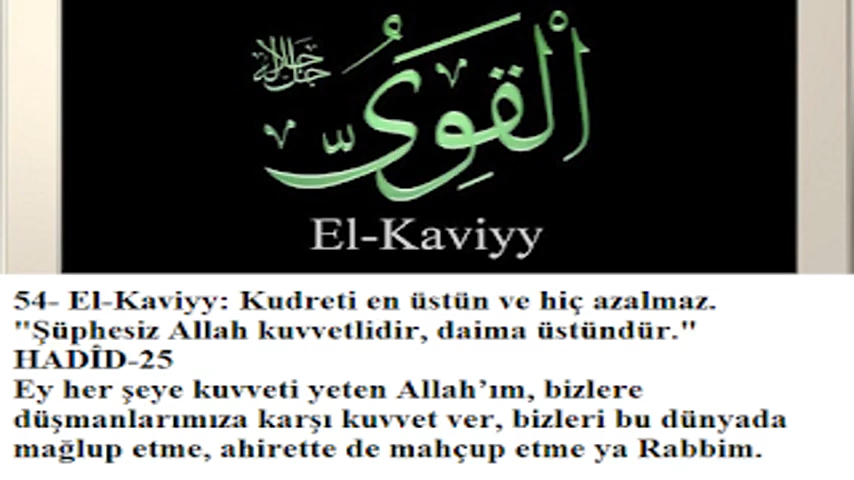 الْقَوِىُّ
جل جلاله
El-Kaviyy
54- El-Kaviyy: Kudreti en üstün ve hiç azalmaz.
"Şüphesiz Allah kuvvetlidir, daima üstündür."
HADÎD-25
Ey her şeye kuvveti yeten Allah’ım, bizlere
düşmanlarımıza karşı kuvvet ver, bizleri bu dünyada
mağlup etme, ahirette de mahçup etme ya Rabbim.